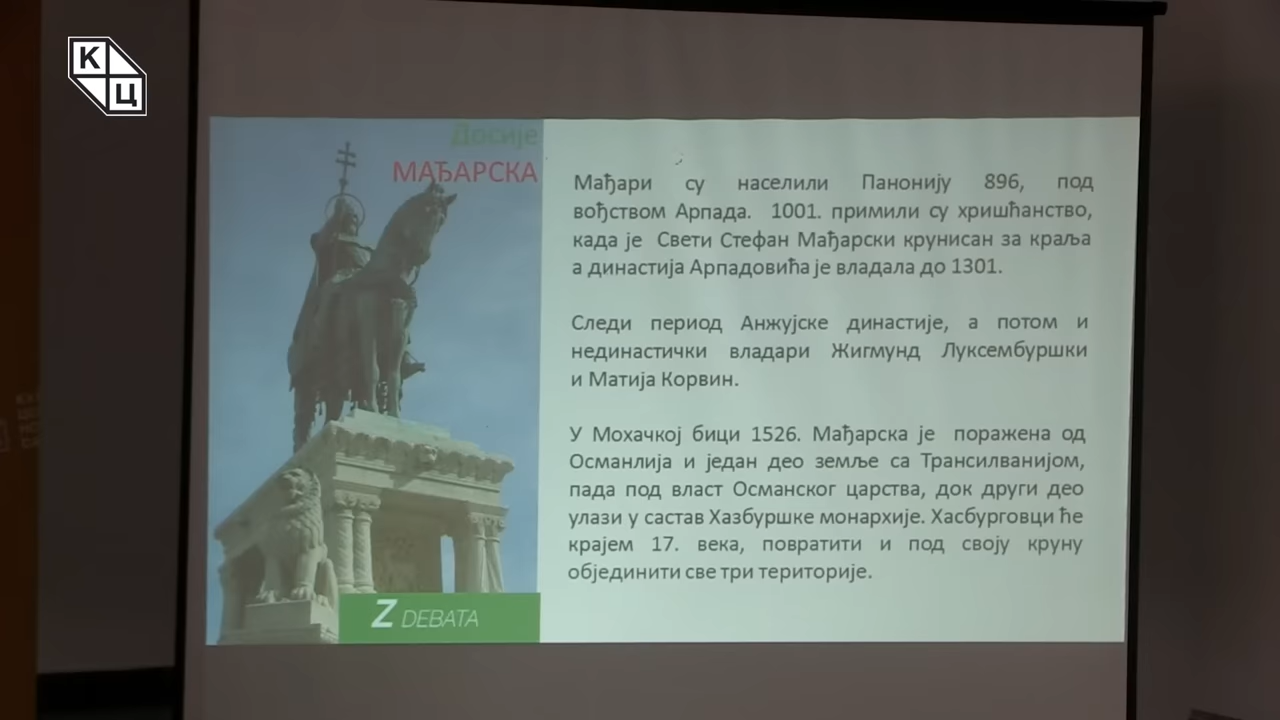 К
Ц
Досије
МАЂАРСКА
Мађари су населили Панонију 896, под
вођством Арпада. 1001. примили су хришћанство,
када је Свети Стефан Мађарски крунисан за краља
а династија Арпадовића је владала до 1301.
Следи период Анжујске династије, а потом и
нединастички владари Жигмунд Луксембуршки
и Матија Корвин.
У Мохачкој бици 1526. Мађарска је поражена од
Османлија и један део земље са Трансилванијом,
пада под власт Османског царства, док други део
улази у састав Хазбуршке монархије. Хасбурговци ће
крајем 17. века, повратити и под своју круну
објединити све три територије.
Z DEBATA